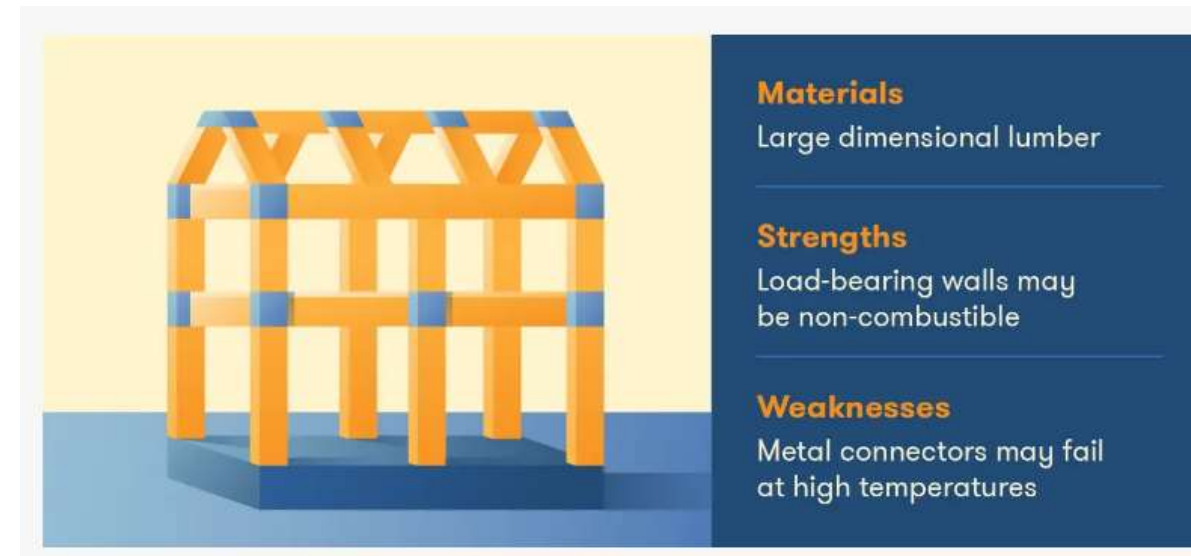 Materials
Large dimensional lumber
Strengths
Load-bearing walls may
be non-combustible
Weaknesses
Metal connectors may fail
at high temperatures